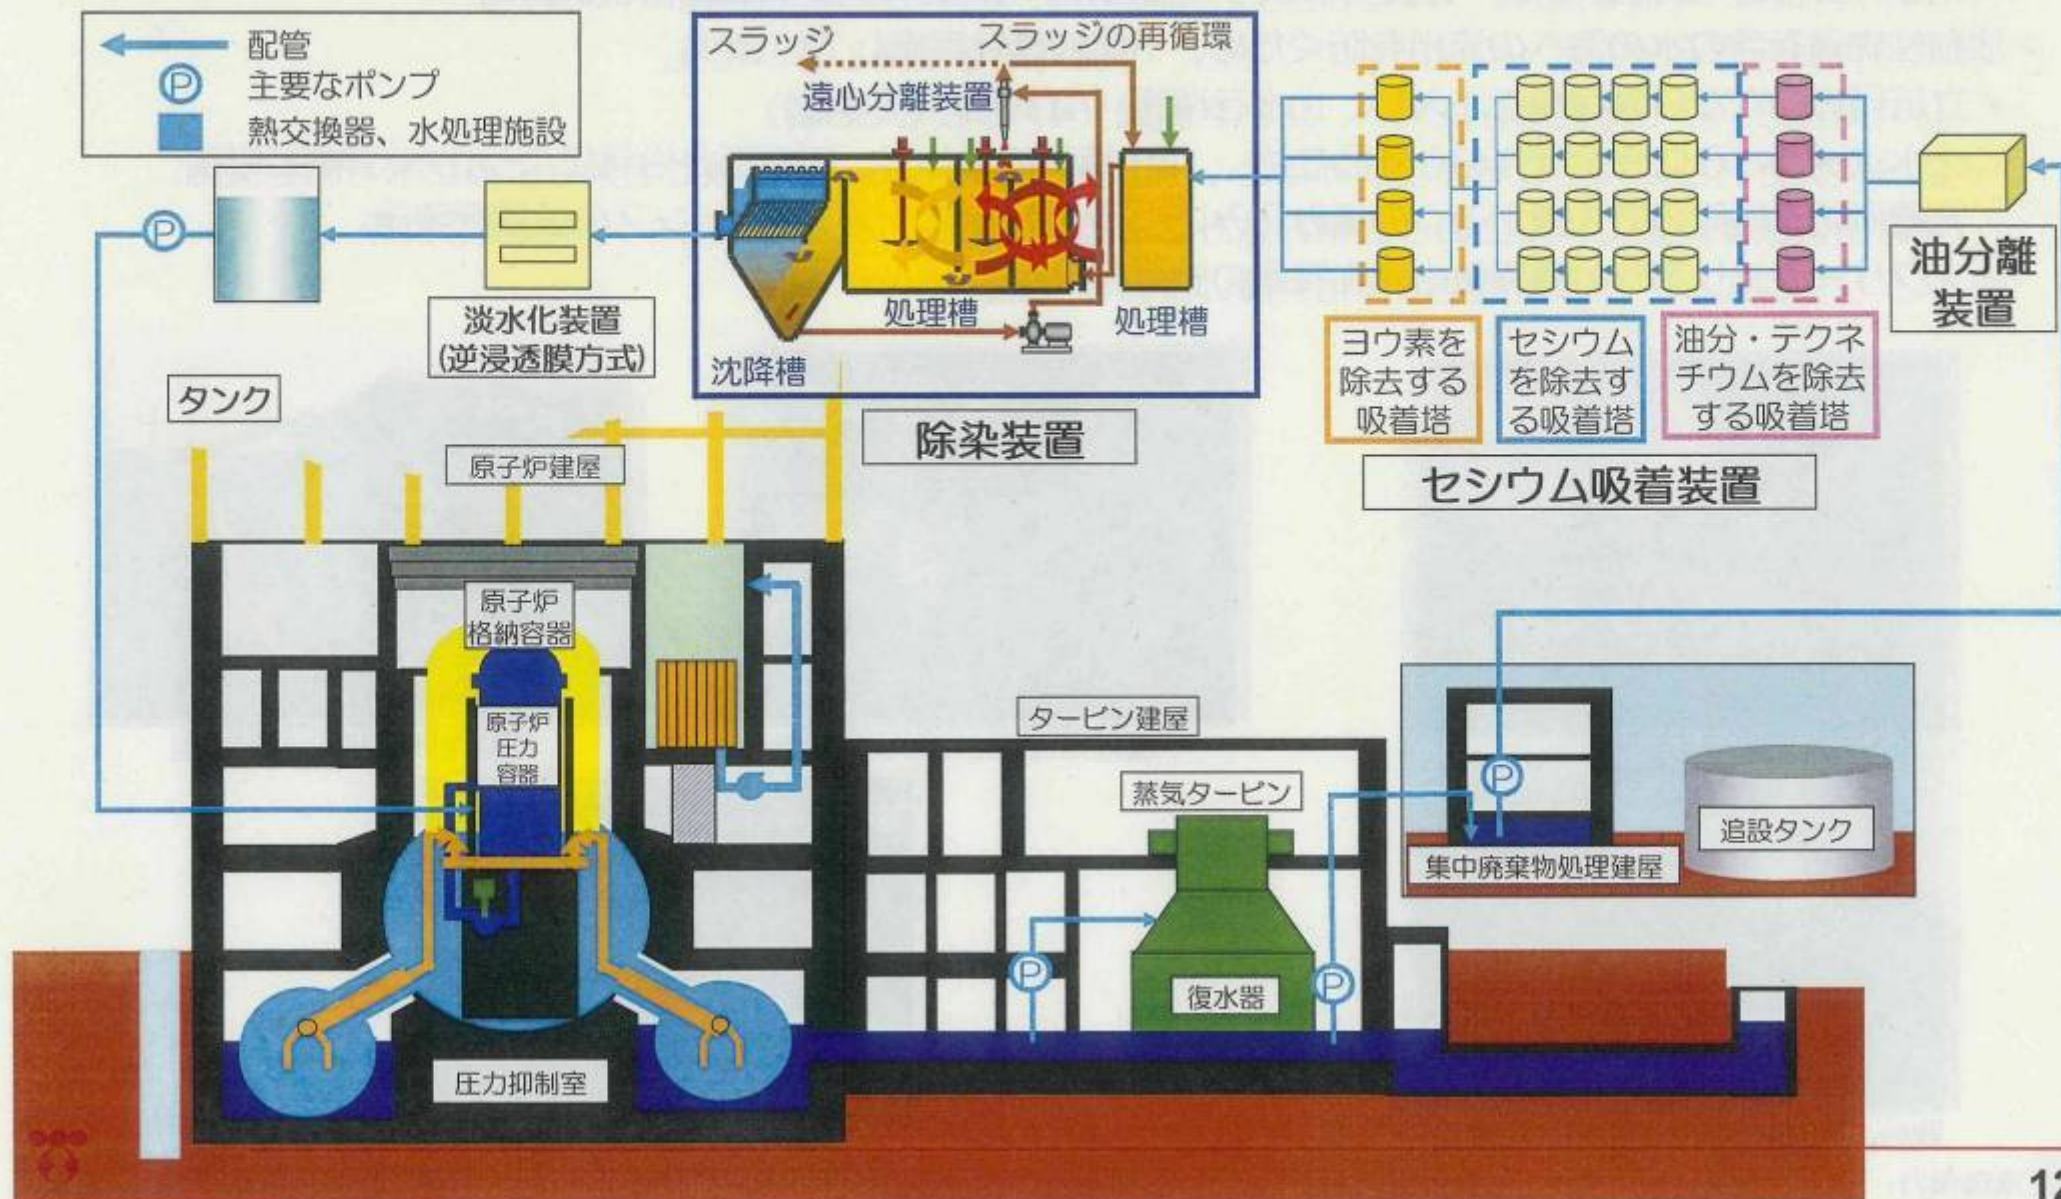 配管
P 主要なポンプ
熱交換器、水処理施設
スラッジ
スラッジの再循環
遠心分離装置
処理槽
処理槽
沈降槽
除染装置
ヨウ素を
除去する
吸着塔
セシウム
を除去す
る吸着塔
油分・テクネ
チウムを除去
する吸着塔
セシウム吸着装置
油分離
装置
P
淡水化装置
(逆浸透膜方式)
タンク
原子炉建屋
原子炉
格納容器
原子炉
圧力
容器
圧力抑制室
タービン建屋
蒸気タービン
復水器
P
P
P
集中廃棄物処理建屋
追設タンク